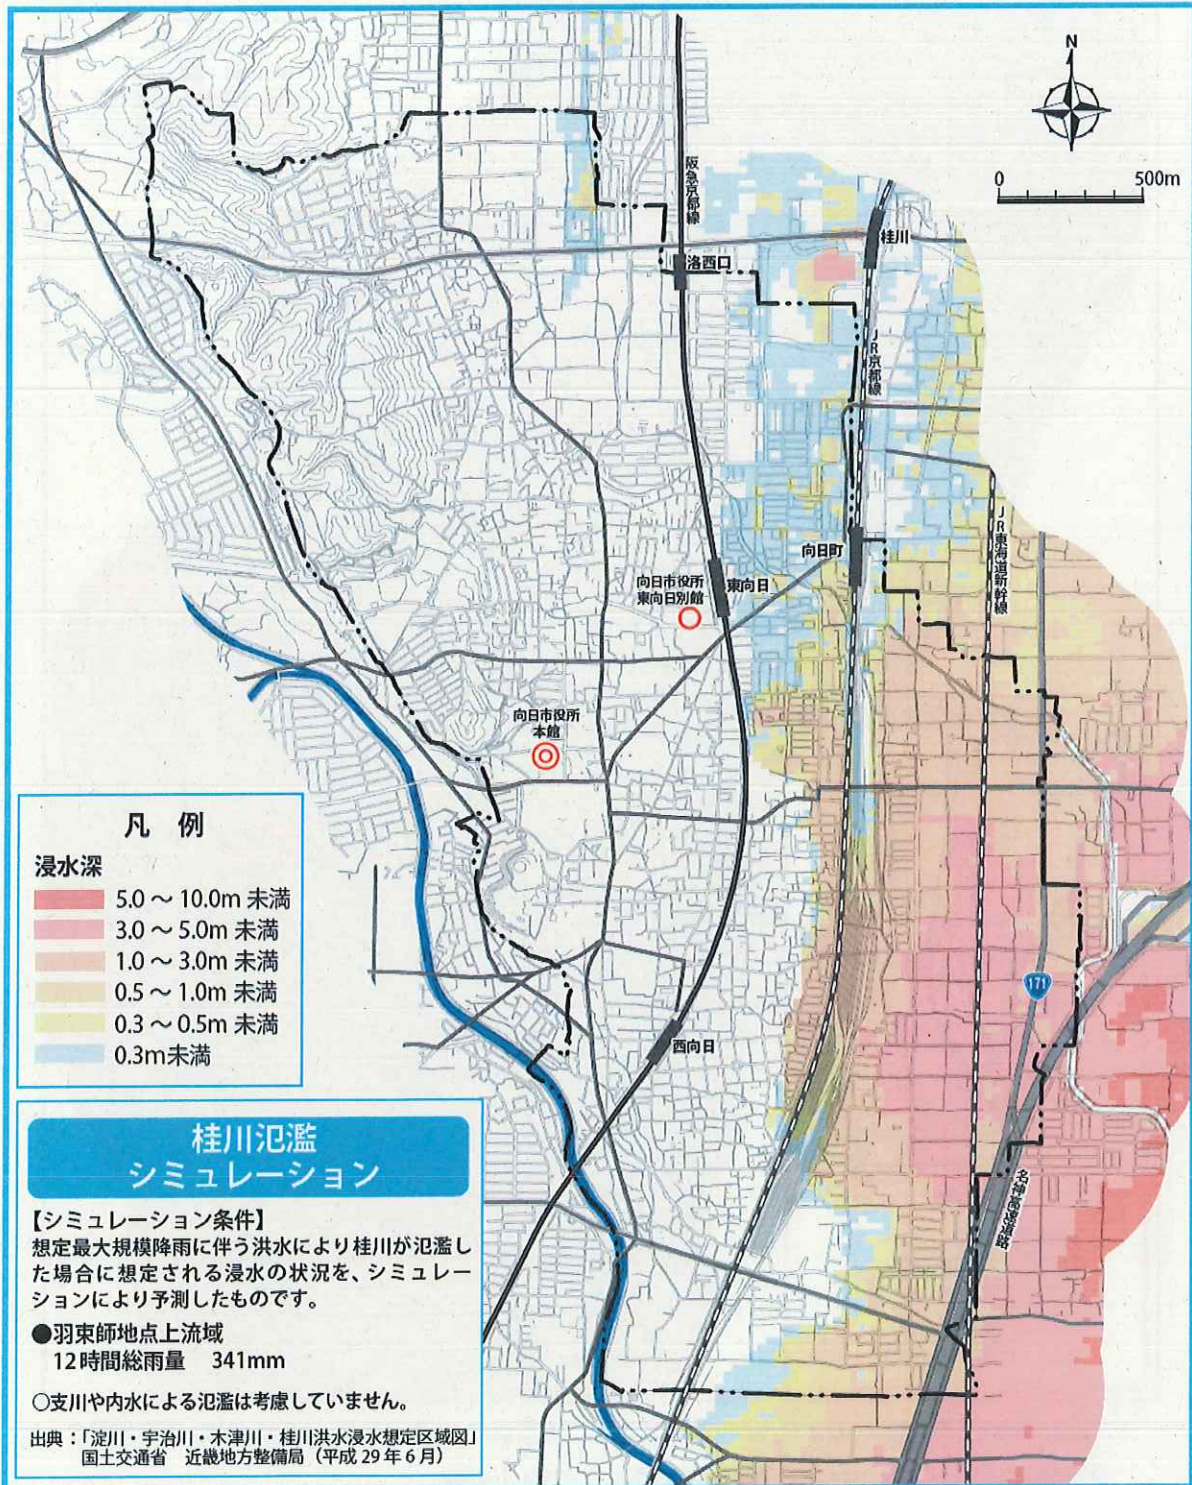 N
0 500m
阪急京都線
桂川
洛西口
JR京都線
JR東海道新幹線
向日町
向日市役所
東向日別館
東向日
向日市役所
本館
171
西向日
名神高速道路
凡 例
浸水深
5.0 ～ 10.0m 未満
3.0 ～ 5.0m 未満
1.0 ～ 3.0m 未満
0.5 ～ 1.0m 未満
0.3 ～ 0.5m 未満
0.3m未満
桂川氾濫
シミュレーション
【シミュレーション条件】
想定最大規模降雨に伴う洪水により桂川が氾濫し
た場合に想定される浸水の状況を、シミュレー
ションにより予測したものです。
●羽束師地点上流域
12時間総雨量 341mm
○支川や内水による氾濫は考慮していません。
出典：「淀川・宇治川・木津川・桂川洪水浸水想定区域図」
国土交通省 近畿地方整備局（平成29年6月）